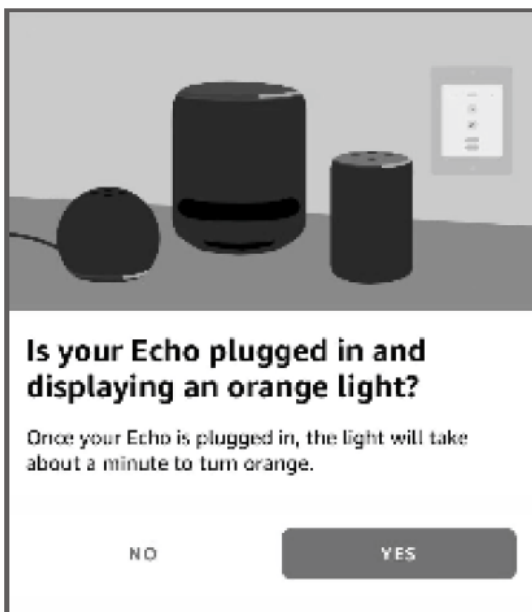 Is your Echo plugged in and
displaying an orange light?
Once your Echo is plugged in, the light will take
about a minute to turn orange.
NO
YES